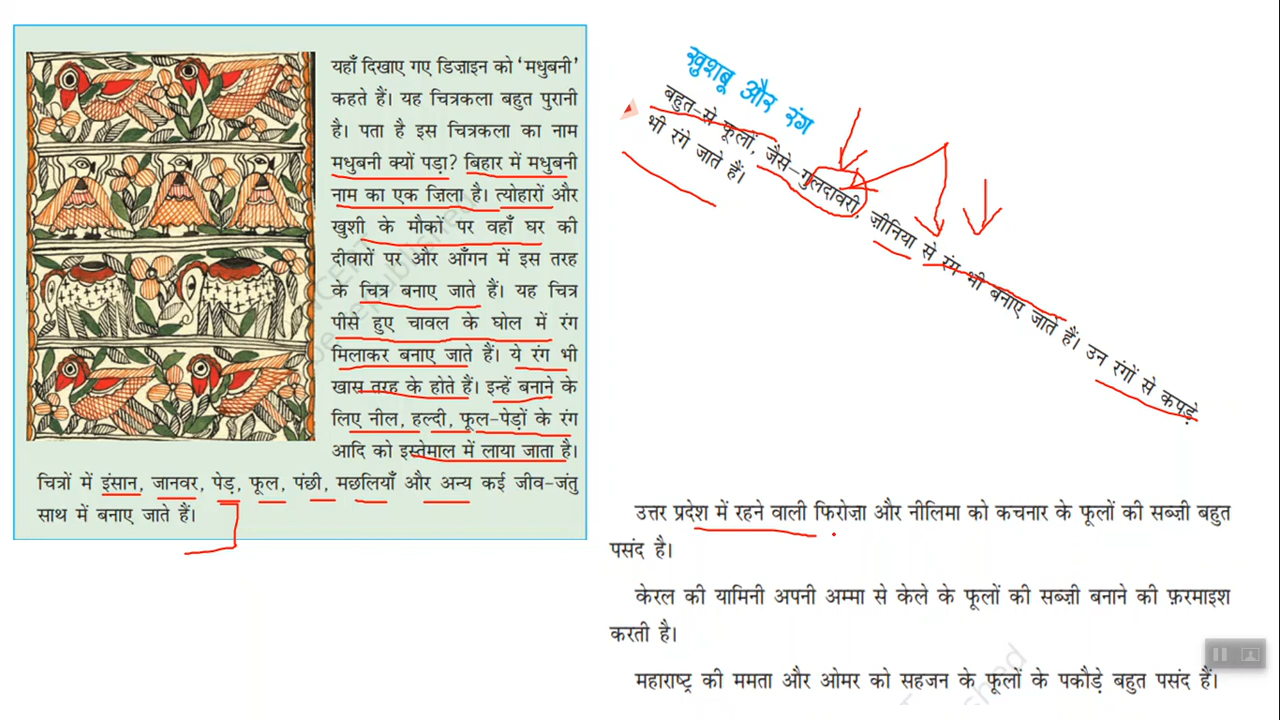 यहाँ दिखाए गए डिज़ाइन को ‘मधुबनी’
कहते हैं। यह चित्रकला बहुत पुरानी
है। पता है इस चित्रकला का नाम
मधुबनी क्यों पड़ा? बिहार में मधुबनी
नाम का एक ज़िला है। त्योहारों और
खुशी के मौकों पर वहाँ घर की
दीवारों पर और आँगन में इस तरह
के चित्र बनाए जाते हैं। यह चित्र
पीसे हुए चावल के घोल में रंग
मिलाकर बनाए जाते हैं। ये रंग भी
खास तरह के होते हैं। इन्हें बनाने के
लिए नील, हल्दी, फूल-पेड़ों के रंग
आदि को इस्तेमाल में लाया जाता है।
चित्रों में इंसान, जानवर, पेड़, फूल, पंछी, मछलियाँ और अन्य कई जीव-जंतु
साथ में बनाए जाते हैं।
खुशबू और रंग
बहुत-से फूलों, जैसे-गुलदावरी, ज़ीनिया से रंग भी बनाए जाते हैं। उन रंगों से कपड़े
भी रंगे जाते हैं।
उत्तर प्रदेश में रहने वाली फिरोज़ा और नीलिमा को कचनार के फूलों की सब्ज़ी बहुत
पसंद है।
केरल की यामिनी अपनी अम्मा से केले के फूलों की सब्ज़ी बनाने की फ़रमाइश
करती है।
महाराष्ट्र की ममता और ओमर को सहजन के फूलों के पकौड़े बहुत पसंद हैं।